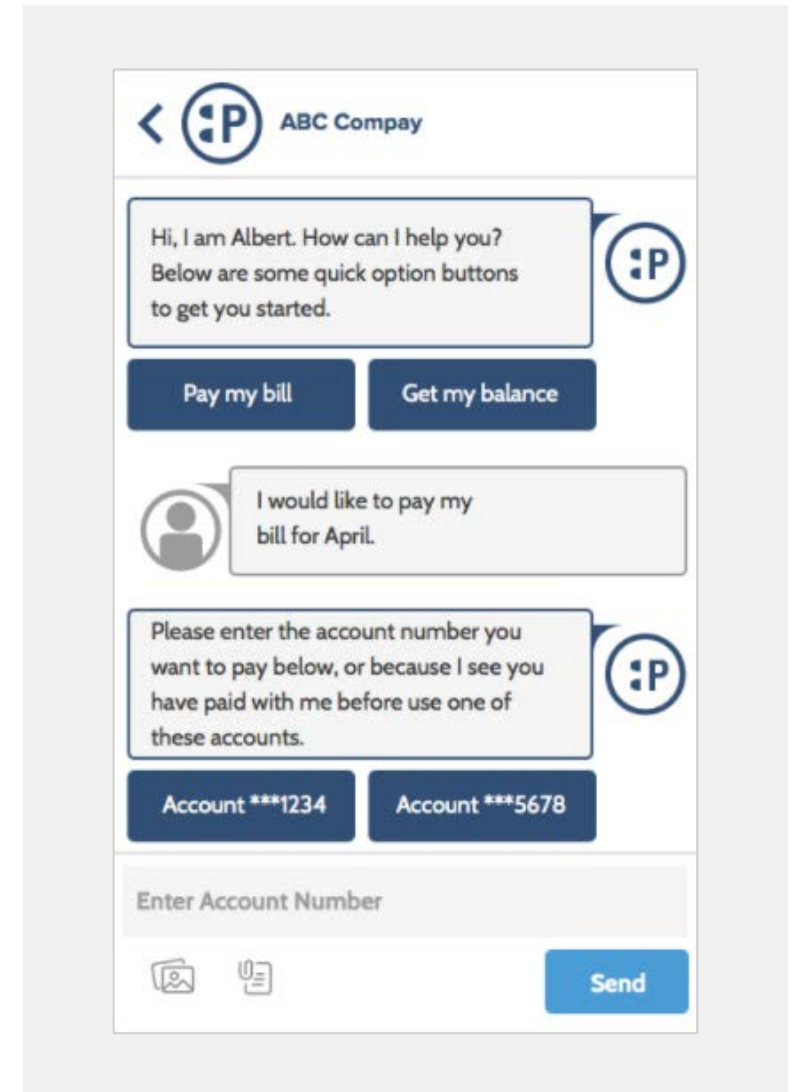 :P
ABC Compay
Hi, I am Albert. How can I help you?
Below are some quick option buttons
to get you started.
:P
Pay my bill
Get my balance
I would like to pay my
bill for April.
Please enter the account number you
want to pay below, or because I see you
have paid with me before use one of
these accounts.
:P
Account ***1234
Account ***5678
Enter Account Number
Send